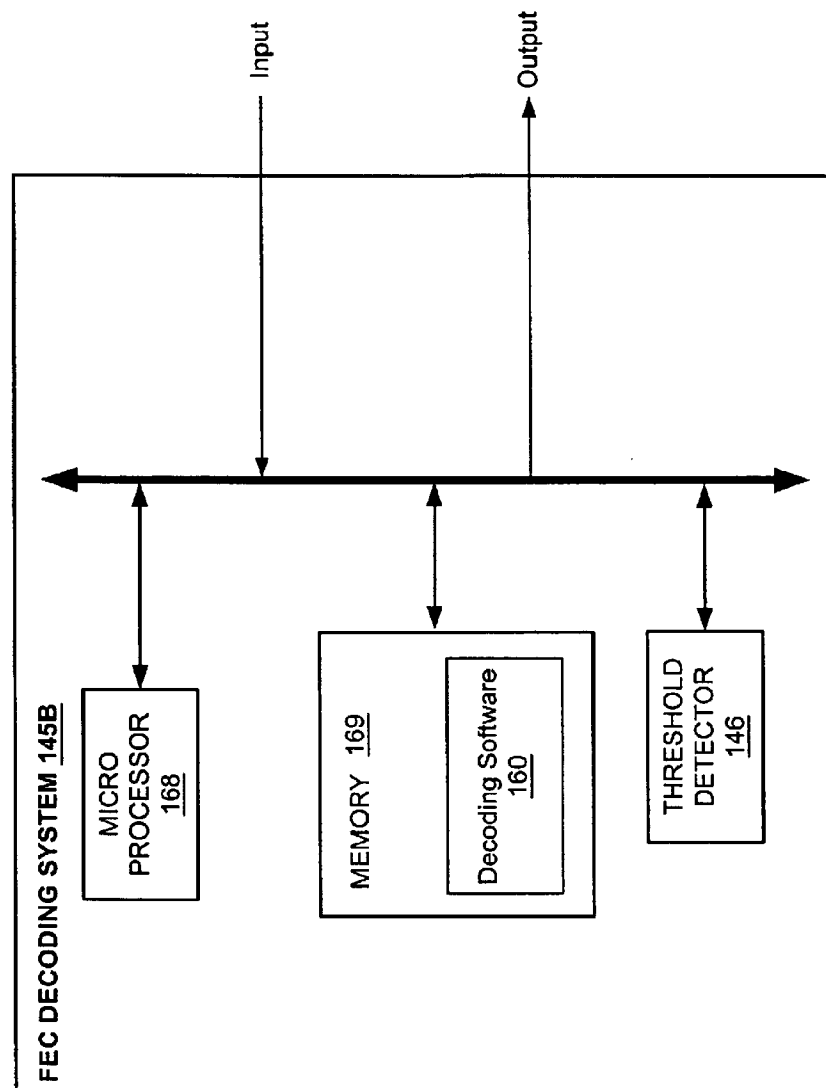 FEC DECODING SYSTEM 145B
MICRO
PROCESSOR
168
MEMORY 169
Decoding Software
160
THRESHOLD
DETECTOR
146
Input
Output